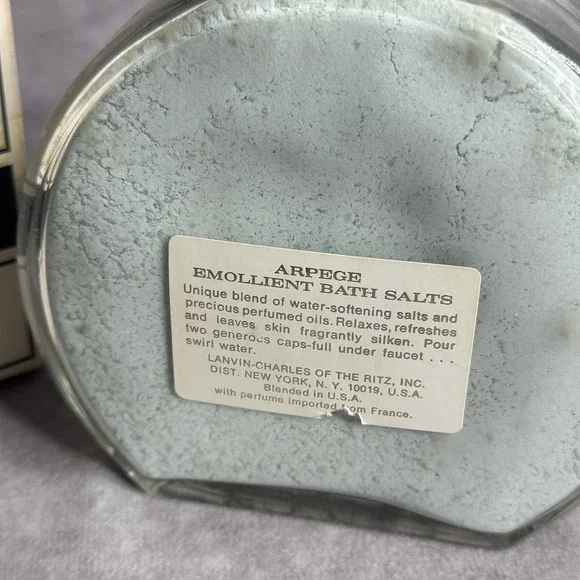 ARPEGE
EMOLLIENT BATH SALTS
Unique blend of water-softening salts and
precious perfumed oils. Relaxes, refreshes
and leaves skin fragrantly silken. Pour
two generous caps-full under faucet . . .
swirl water.
LANVIN-CHARLES OF THE RITZ, INC.
DIST. NEW YORK, N. Y. 10019, U.S.A.
Blended in U.S.A.
with perfume imported from France.